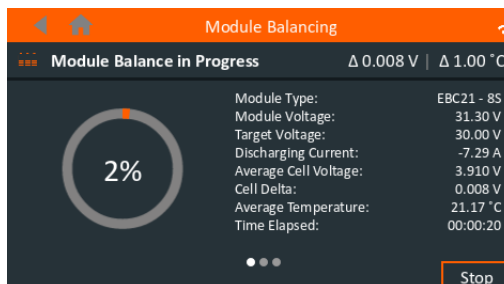 Module Balancing
Module Balance in Progress Δ 0.008 V | Δ 1.00 °C
Module Type: EBC21 - 8S
Module Voltage: 31.30 V
Target Voltage: 30.00 V
Discharging Current: -7.29 A
Average Cell Voltage: 3.910 V
Cell Delta: 0.008 V
Average Temperature: 21.17 °C
Time Elapsed: 00:00:20
2%
Stop